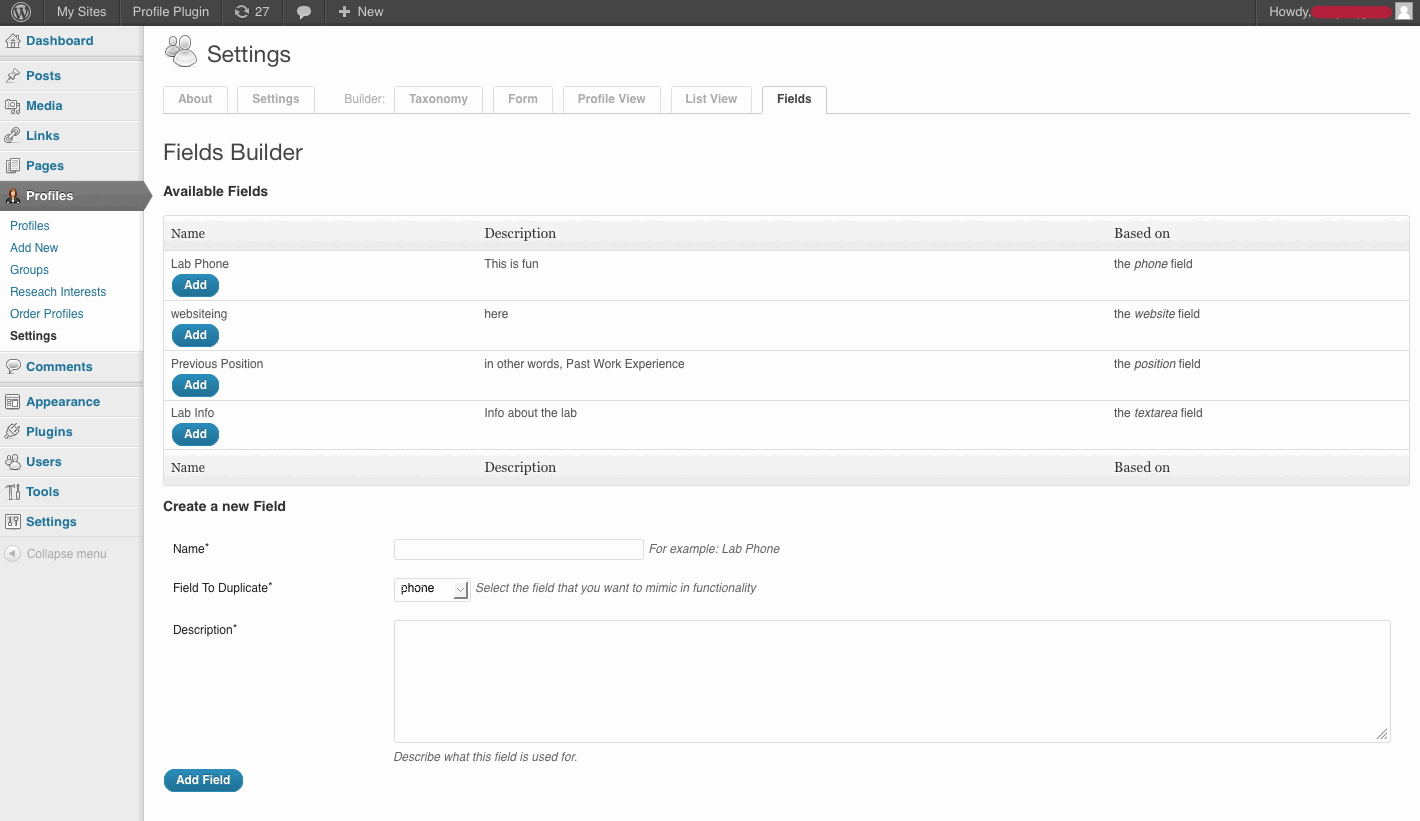 My Sites Profile Plugin 27 New Howdy,
Dashboard
Posts
Media
Links
Pages
Profiles
Profiles
Add New
Groups
Reseach Interests
Order Profiles
Settings
Comments
Appearance
Plugins
Users
Tools
Settings
Collapse menu
Settings
About Settings Builder: Taxonomy Form Profile View List View Fields
Fields Builder
Available Fields
Name Description Based on
Lab Phone This is fun the phone field
Add
websiteing here the website field
Add
Previous Position in other words, Past Work Experience the position field
Add
Lab Info Info about the lab the textarea field
Add
Name Description Based on
Create a new Field
Name* For example: Lab Phone
Field To Duplicate* phone Select the field that you want to mimic in functionality
Description*
Describe what this field is used for.
Add Field